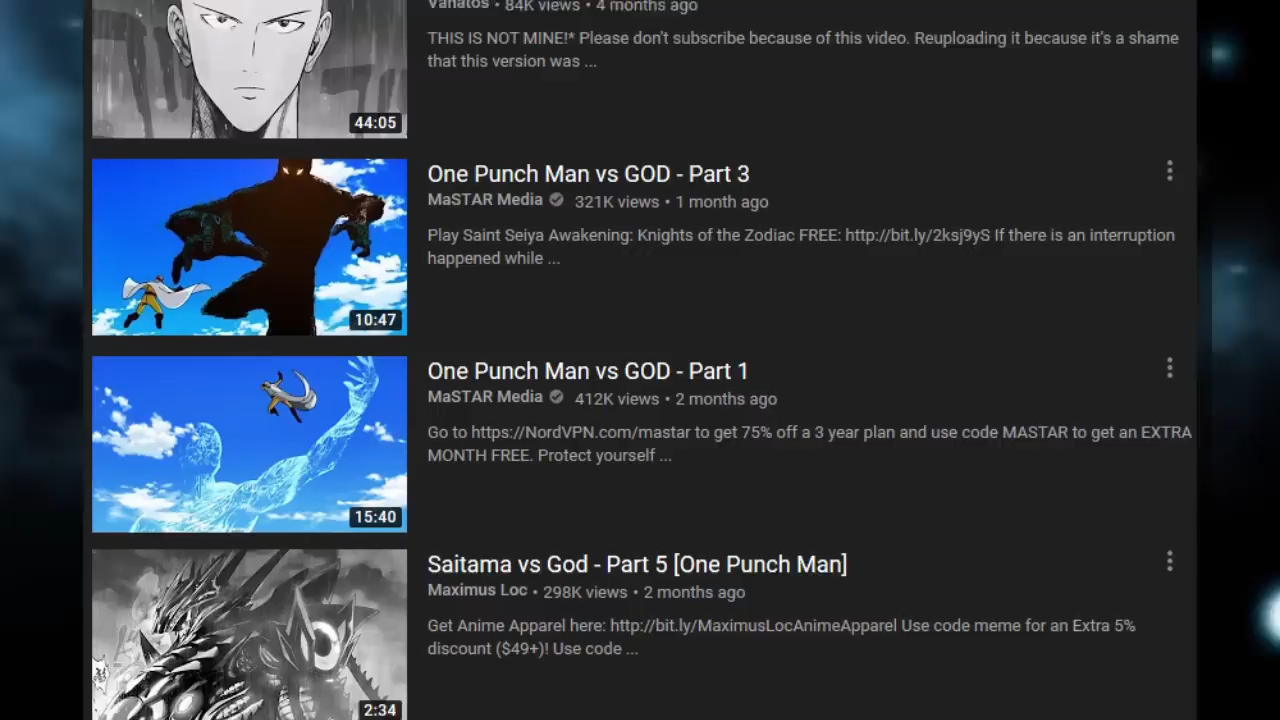 Vanatos • 84K views • 4 months ago
THIS IS NOT MINE!* Please don't subscribe because of this video. Reuploading it because it's a shame
that this version was ...
44:05
One Punch Man vs GOD - Part 3
MaSTAR Media 321K views • 1 month ago
Play Saint Seiya Awakening: Knights of the Zodiac FREE: http://bit.ly/2ksj9yS If there is an interruption
happened while ...
10:47
One Punch Man vs GOD - Part 1
MaSTAR Media 412K views • 2 months ago
Go to https://NordVPN.com/mastar to get 75% off a 3 year plan and use code MASTAR to get an EXTRA
MONTH FREE. Protect yourself ...
15:40
Saitama vs God - Part 5 [One Punch Man]
Maximus Loc • 298K views • 2 months ago
Get Anime Apparel here: http://bit.ly/MaximusLocAnimeApparel Use code meme for an Extra 5%
discount ($49+)! Use code ...
2:34